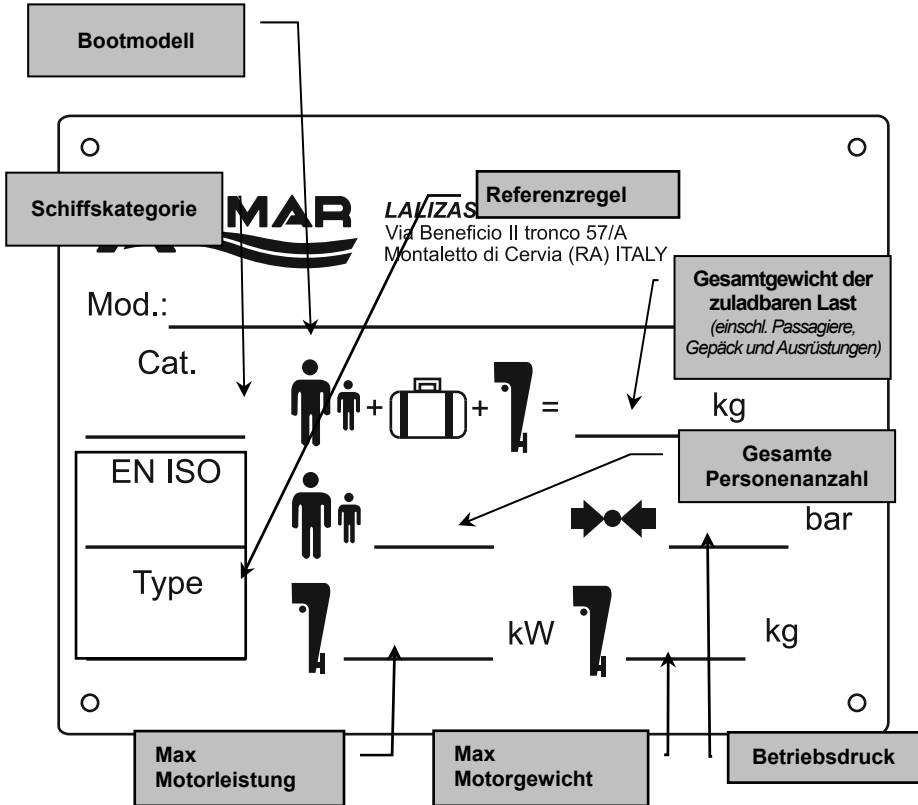 Bootmodell
Schiffskategorie
MAR
LALIZAS
Referenzregel
Via Beneficio II tronco 57/A
Montaletto di Cervia (RA) ITALY
Gesamtgewicht der
zuladbaren Last
(einschl. Passagiere,
Gepäck und Ausrüstungen)
Mod.:
Cat.
+ + =
kg
EN ISO
Gesamte
Personenanzahl
bar
Type
kW
kg
Max
Motorleistung
Max
Motorgewicht
Betriebsdruck